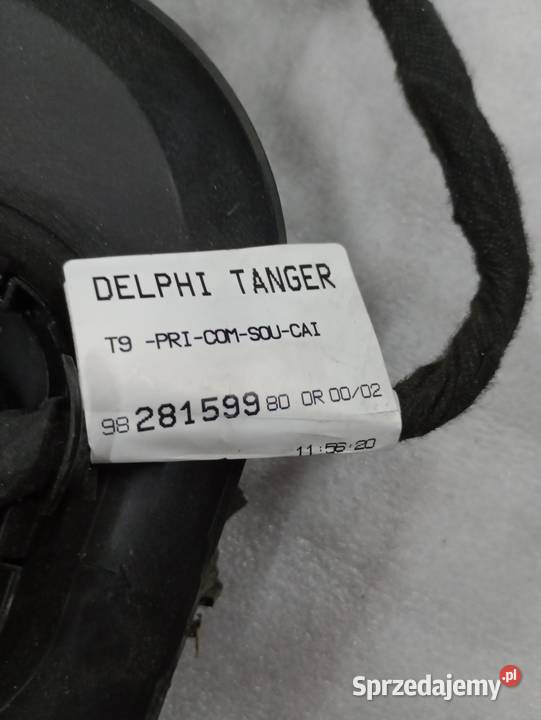 DELPHI TANGER
T9 -PRI-COM-SOU-CAI
98 281599 80 OR 00/02
11:56:20
Sprzedajemy.pl